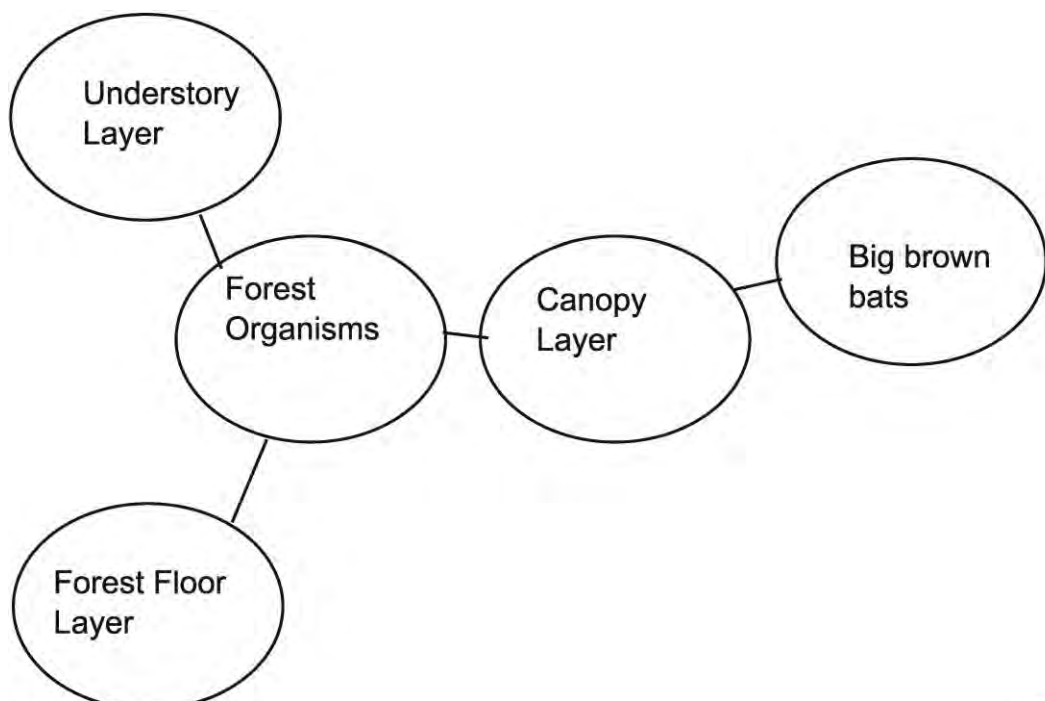 Understory
Layer
Forest
Organisms
Canopy
Layer
Big brown
bats
Forest Floor
Layer